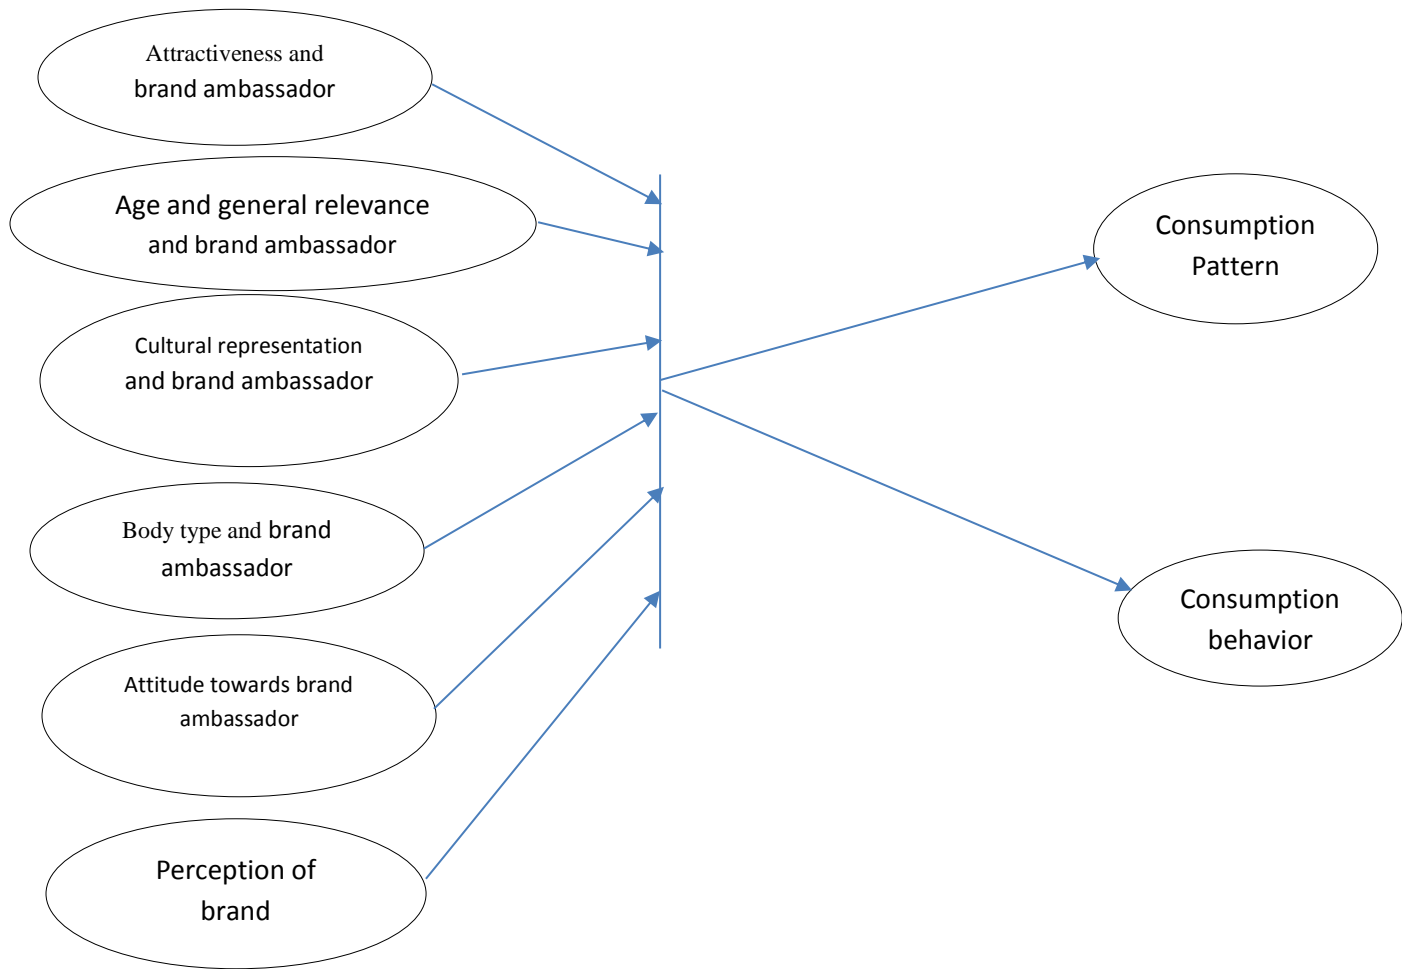 Attractiveness and
brand ambassador
Age and general relevance
and brand ambassador
Cultural representation
and brand ambassador
Body type and brand
ambassador
Attitude towards brand
ambassador
Perception of
brand
Consumption
Pattern
Consumption
behavior